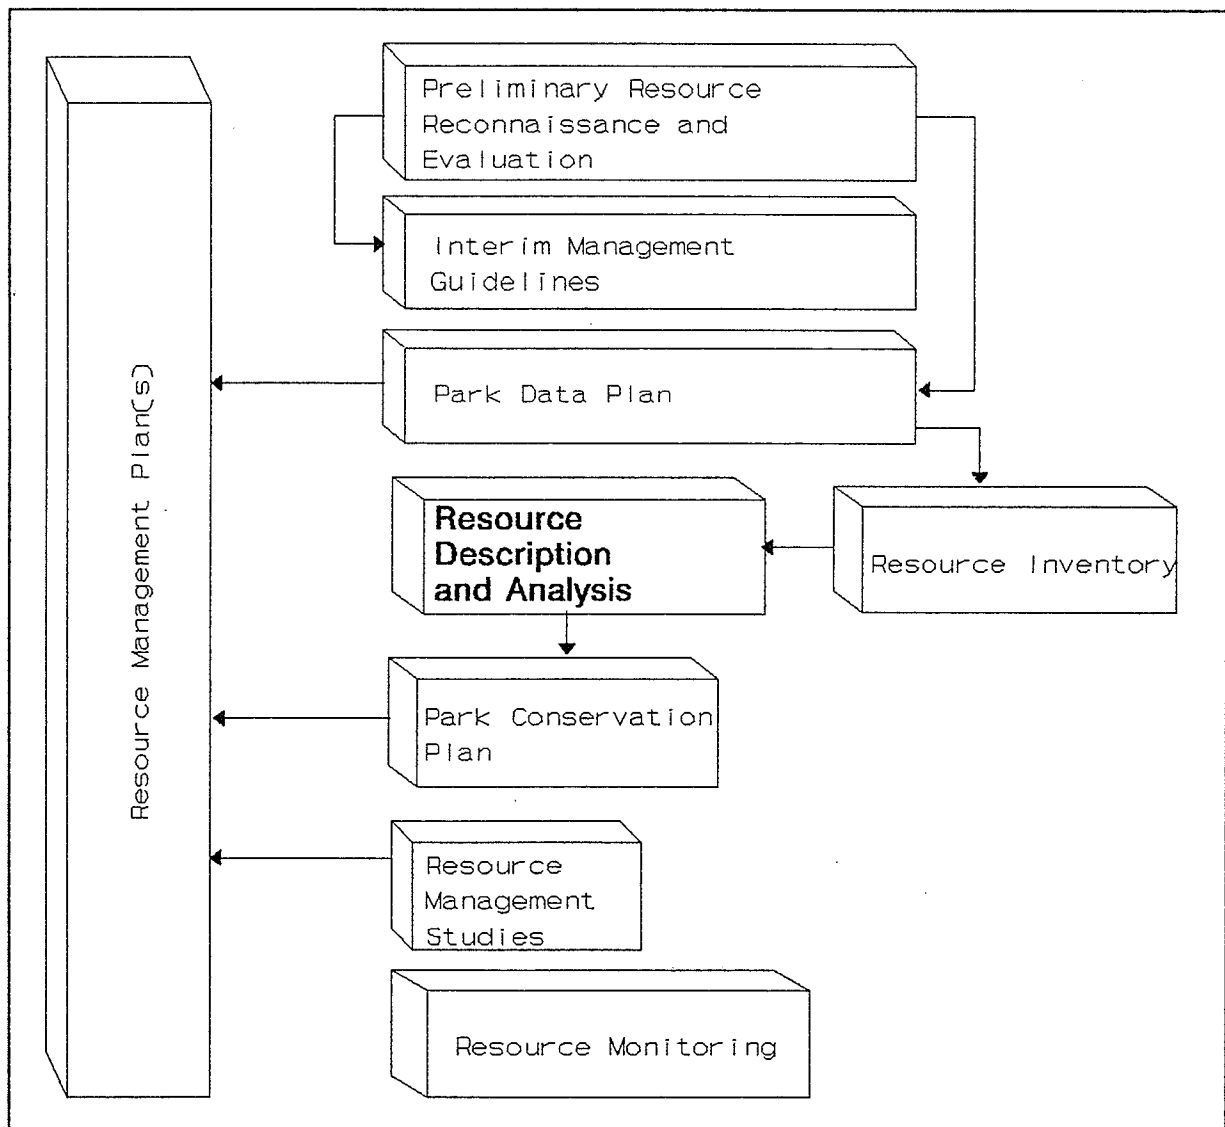 Preliminary Resource
Reconnaissance and
Evaluation
Interim Management
Guidelines
Park Data Plan
Resource
Description
and Analysis
Resource Inventory
Park Conservation
Plan
Resource
Management
Studies
Resource Monitoring
Resource Management Plan(s)